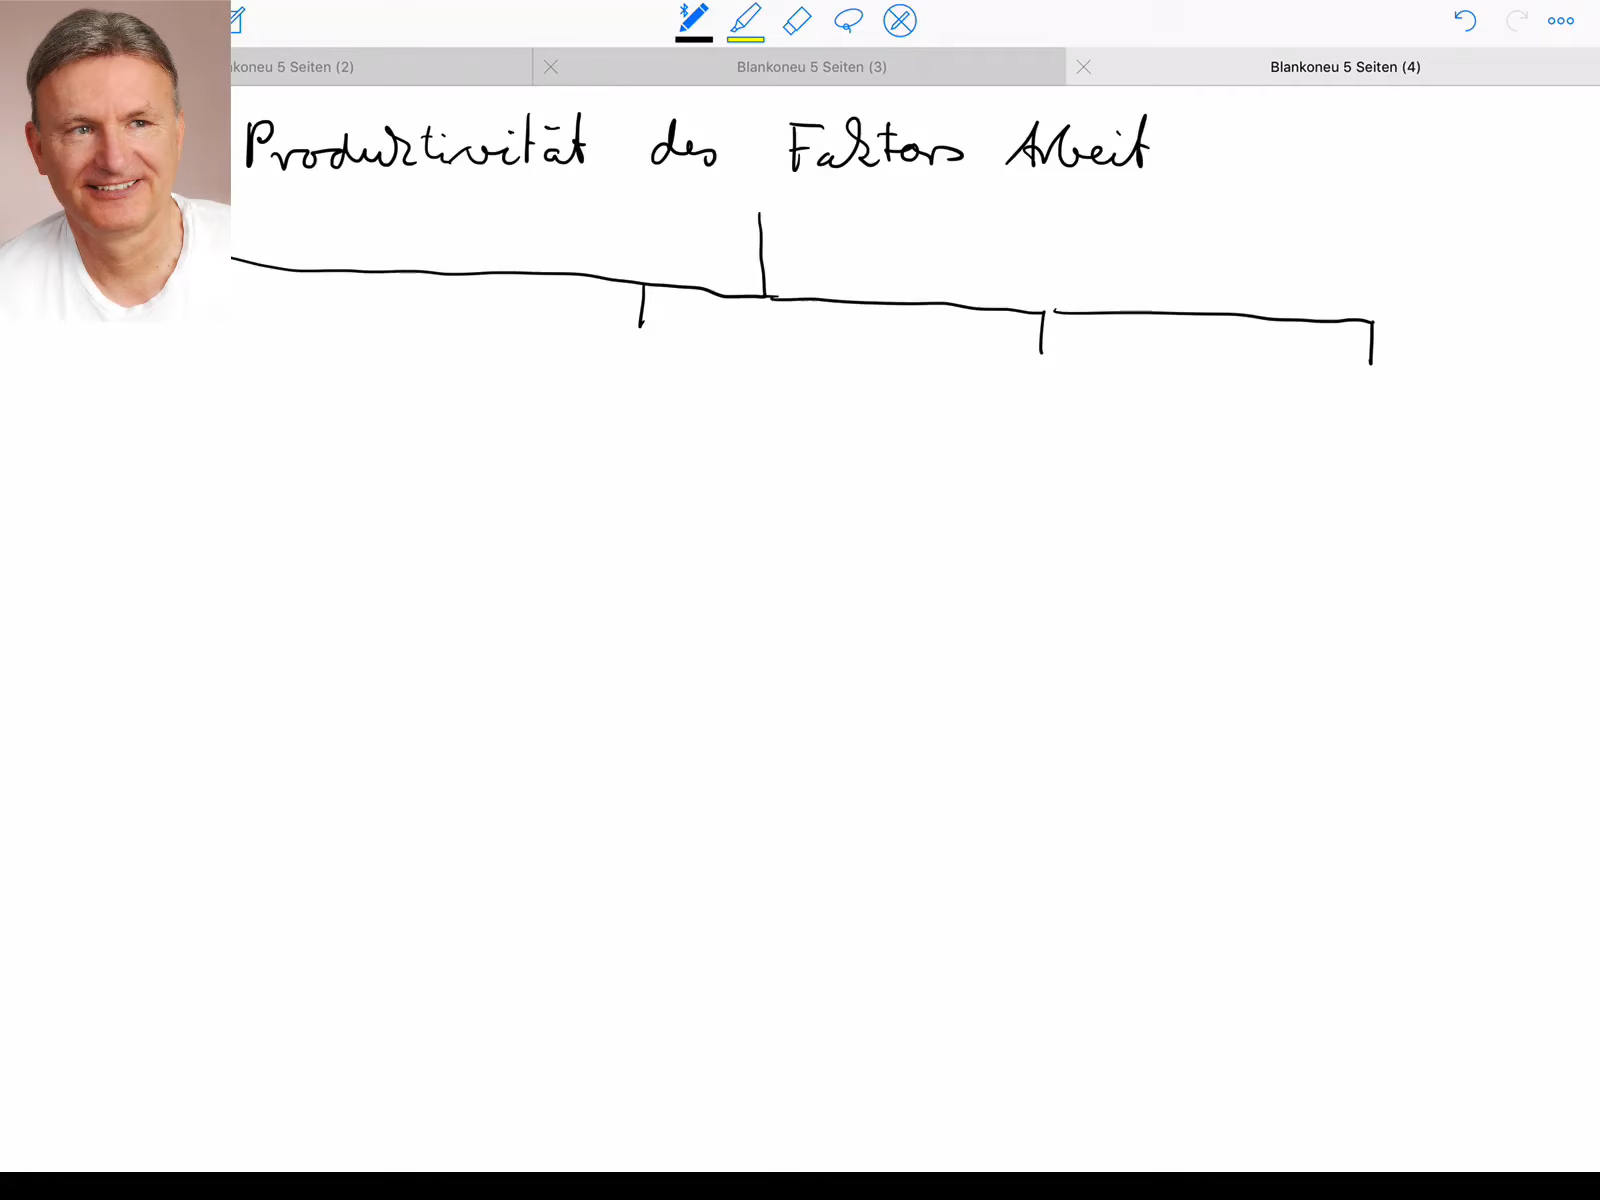 koneu 5 Seiten (2)
Blankoneu 5 Seiten (3)
Blankoneu 5 Seiten (4)
Produktivität des Faktors Arbeit